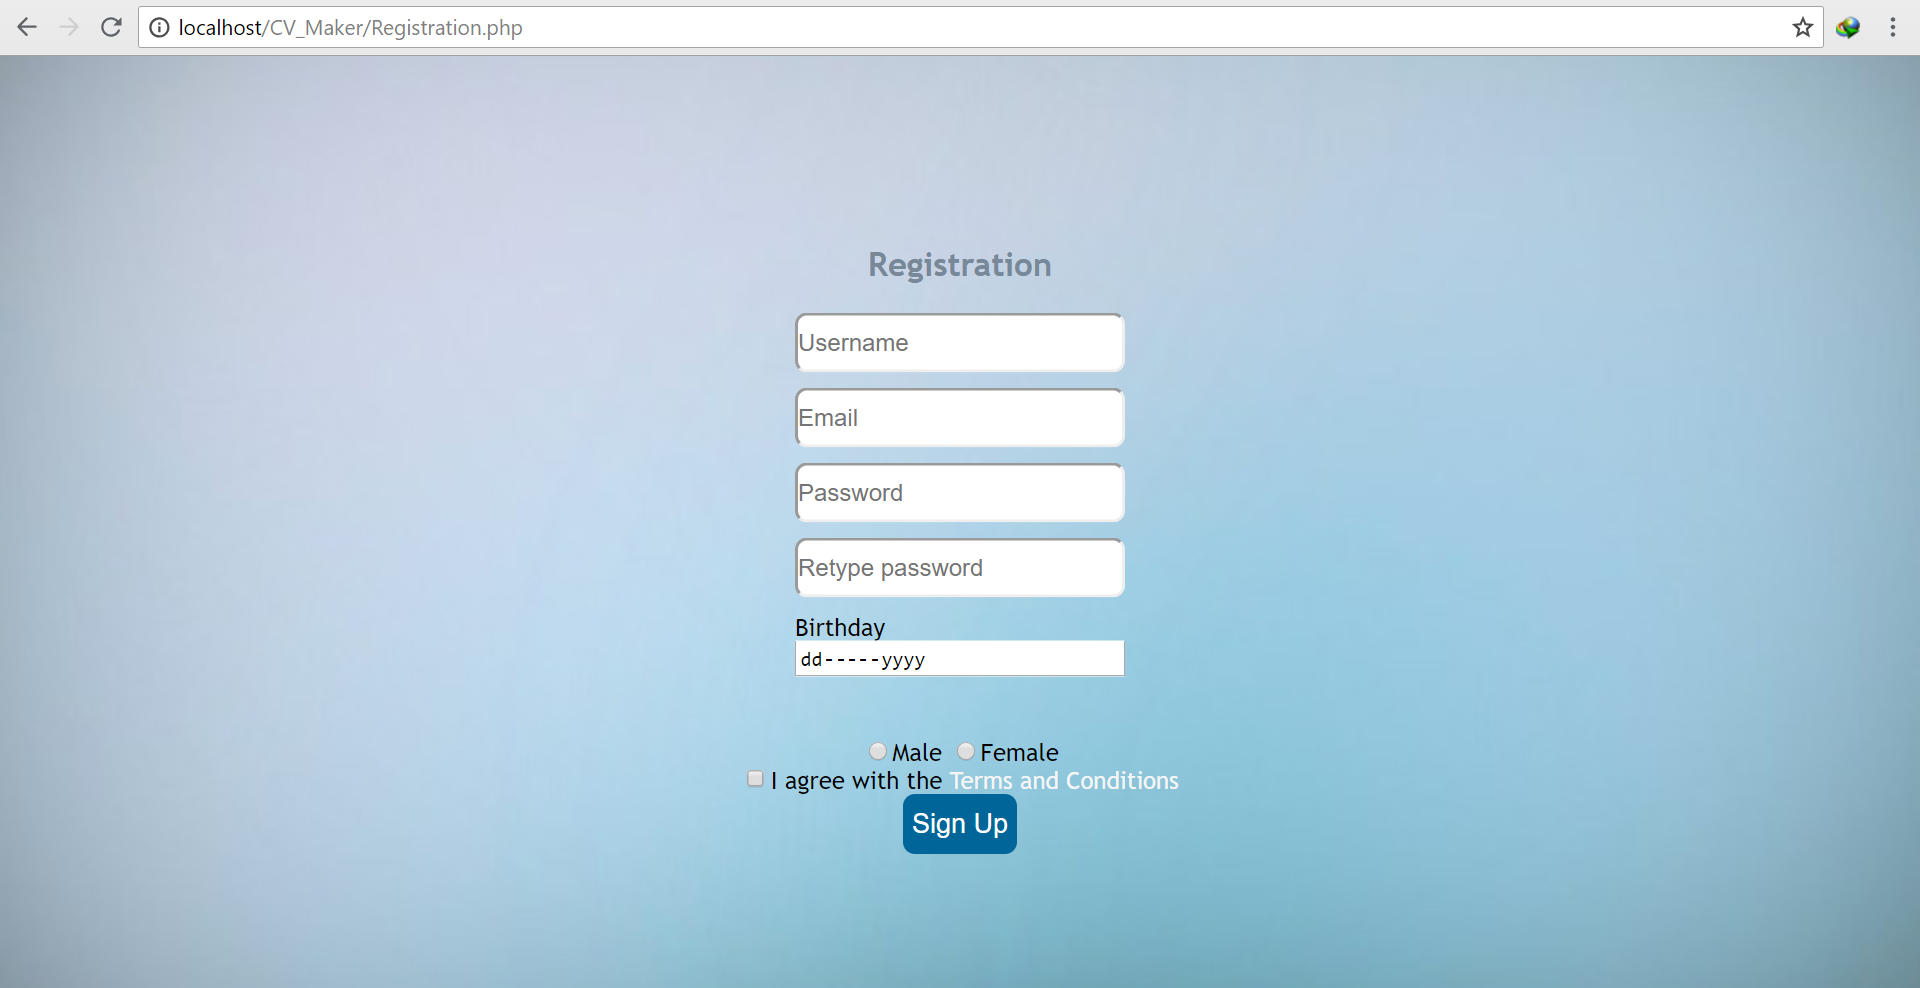 localhost/CV_Maker/Registration.php
Registration
Username
Email
Password
Retype password
Birthday
dd-----yyyy
Male Female
I agree with the Terms and Conditions
Sign Up